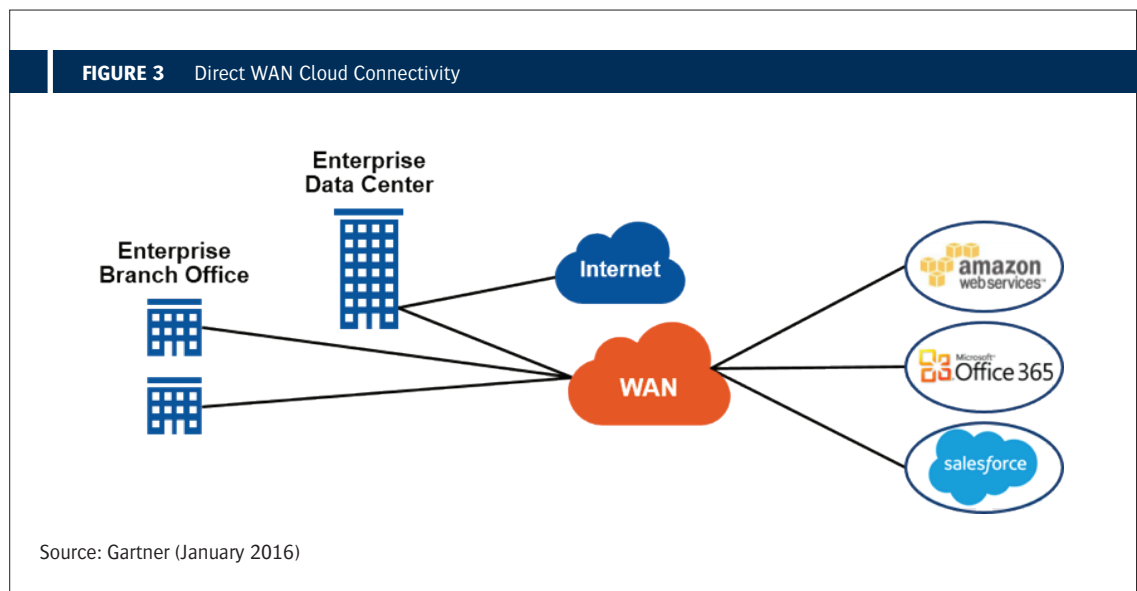 FIGURE 3 Direct WAN Cloud Connectivity
Enterprise
Data Center
Enterprise
Branch Office
Internet
WAN
amazon
webservices™
Microsoft®
Office 365
salesforce
Source: Gartner (January 2016)